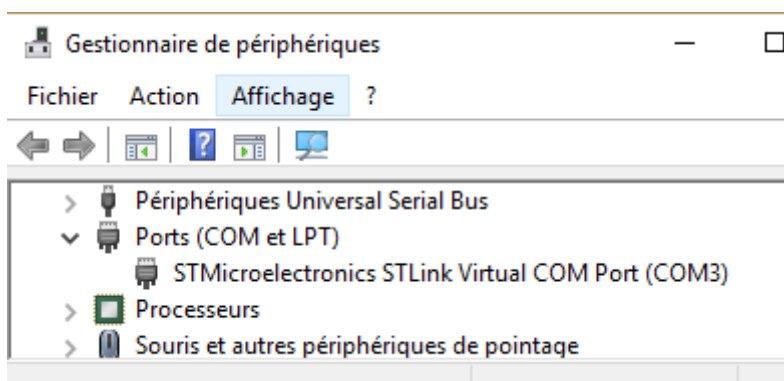 Gestionnaire de périphériques
Fichier Action Affichage ?
Périphériques Universal Serial Bus
Ports (COM et LPT)
STMicroelectronics STLink Virtual COM Port (COM3)
Processeurs
Souris et autres périphériques de pointage